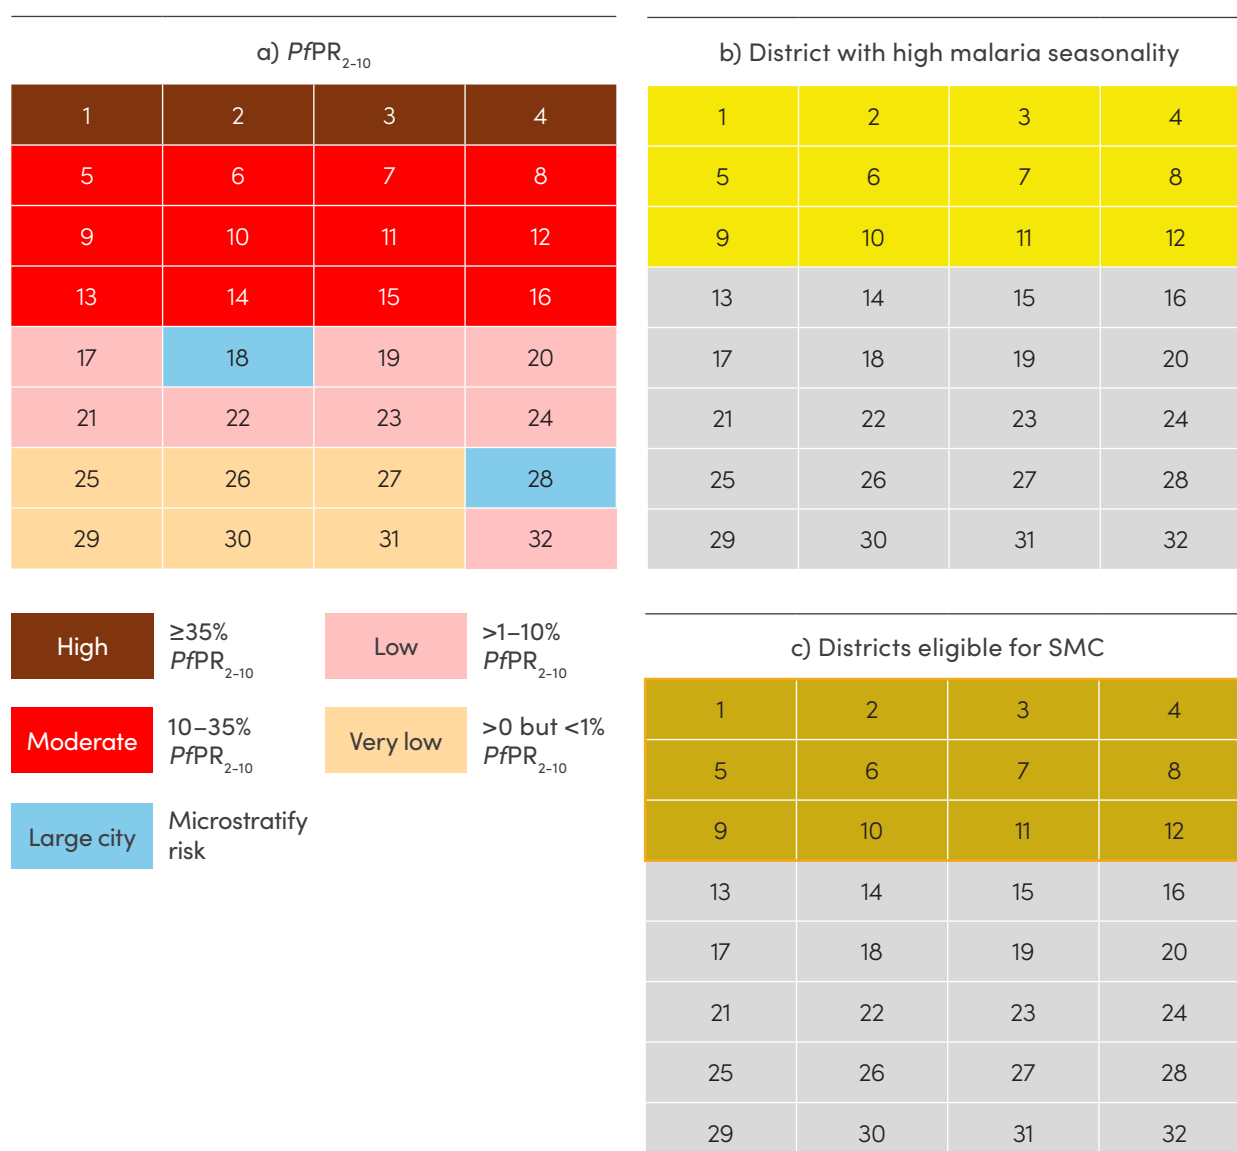 a) PfPR2-10
1 2 3 4
5 6 7 8
9 10 11 12
13 14 15 16
17 18 19 20
21 22 23 24
25 26 27 28
29 30 31 32
High
≥35%
PfPR2-10
Low
>1–10%
PfPR2-10
Moderate
10–35%
PfPR2-10
Very low
>0 but <1%
PfPR2-10
Large city
Microstratify
risk
b) District with high malaria seasonality
1 2 3 4
5 6 7 8
9 10 11 12
13 14 15 16
17 18 19 20
21 22 23 24
25 26 27 28
29 30 31 32
c) Districts eligible for SMC
1 2 3 4
5 6 7 8
9 10 11 12
13 14 15 16
17 18 19 20
21 22 23 24
25 26 27 28
29 30 31 32